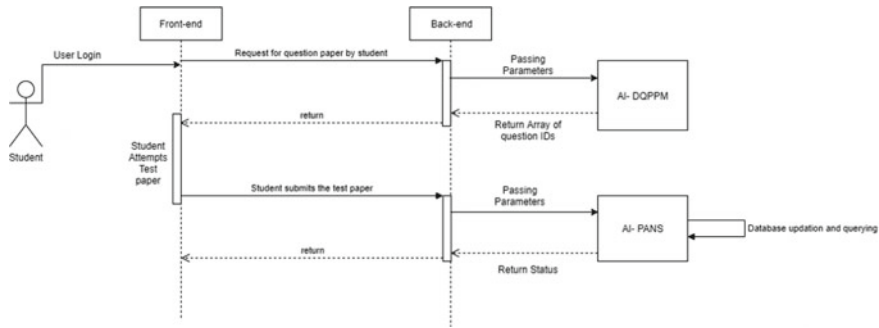 Front-end
Back-end
User Login
Request for question paper by student
Passing
Parameters
AI- DQPPM
return
Return Array of
question IDs
Student
Student
Attempts
Test
paper
Student submits the test paper
Passing
Parameters
AI- PANS
Database updation and querying
return
Return Status